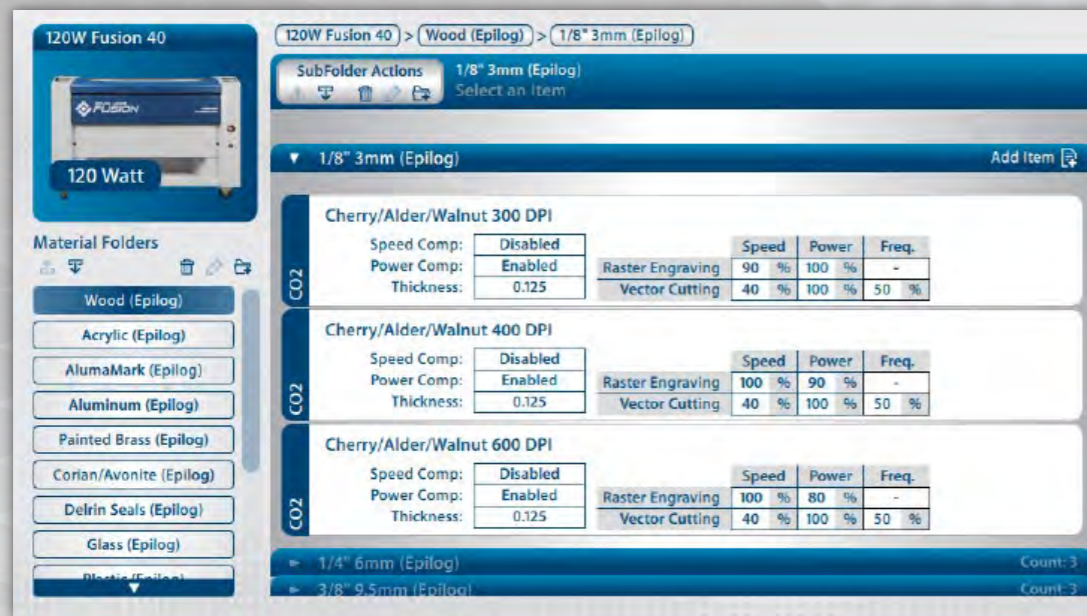 120W Fusion 40
FUSION
120 Watt
Material Folders
Wood (Epilog)
Acrylic (Epilog)
AlumaMark (Epilog)
Aluminum (Epilog)
Painted Brass (Epilog)
Corian/Avonite (Epilog)
Delrin Seals (Epilog)
Glass (Epilog)
Plastic (Epilog)
120W Fusion 40 > Wood (Epilog) > 1/8" 3mm (Epilog)
SubFolder Actions
1/8" 3mm (Epilog)
Select an Item
1/8" 3mm (Epilog) Add Item
CO2
Cherry/Alder/Walnut 300 DPI
Speed Comp: Disabled
Power Comp: Enabled
Thickness: 0.125
Speed Power Freq.
Raster Engraving 90 % 100 % -
Vector Cutting 40 % 100 % 50 %
CO2
Cherry/Alder/Walnut 400 DPI
Speed Comp: Disabled
Power Comp: Enabled
Thickness: 0.125
Speed Power Freq.
Raster Engraving 100 % 90 % -
Vector Cutting 40 % 100 % 50 %
CO2
Cherry/Alder/Walnut 600 DPI
Speed Comp: Disabled
Power Comp: Enabled
Thickness: 0.125
Speed Power Freq.
Raster Engraving 100 % 80 % -
Vector Cutting 40 % 100 % 50 %
1/4" 6mm (Epilog) Count: 3
3/8" 9.5mm (Epilog) Count: 3